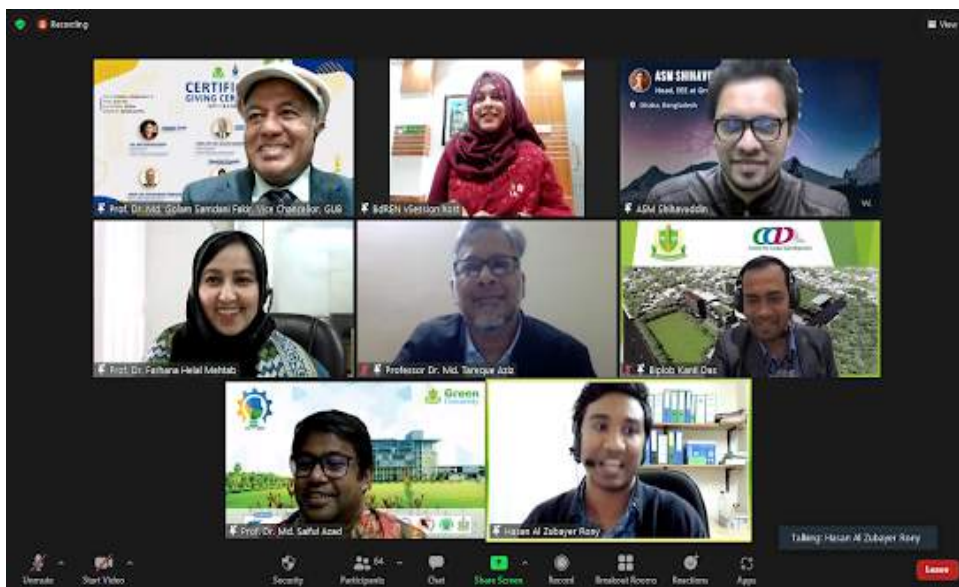 Recording
View
CERTIFI
GIVING CER
Prof. Dr. Md. Golam Samdani Fakir, Vice Chancellor, GUB
BdREN vSession host
ASM SHIHAV
Head, EEE at Gr
Dhaka, Bangladesh
ASM Shihavuddin
Prof. Dr. Farhana Helal Mehtab
Professor Dr. Md. Tareque Aziz
Biplob Kanti Das
Green
University
Prof. Dr. Md. Saiful Azad
Hasan Al Zubayer Rony
Talking: Hasan Al Zubayer Rony
Unmute
Start Video
Security
64
Participants
Chat
Share Screen
Record
Breakout Rooms
Reactions
Apps
Leave